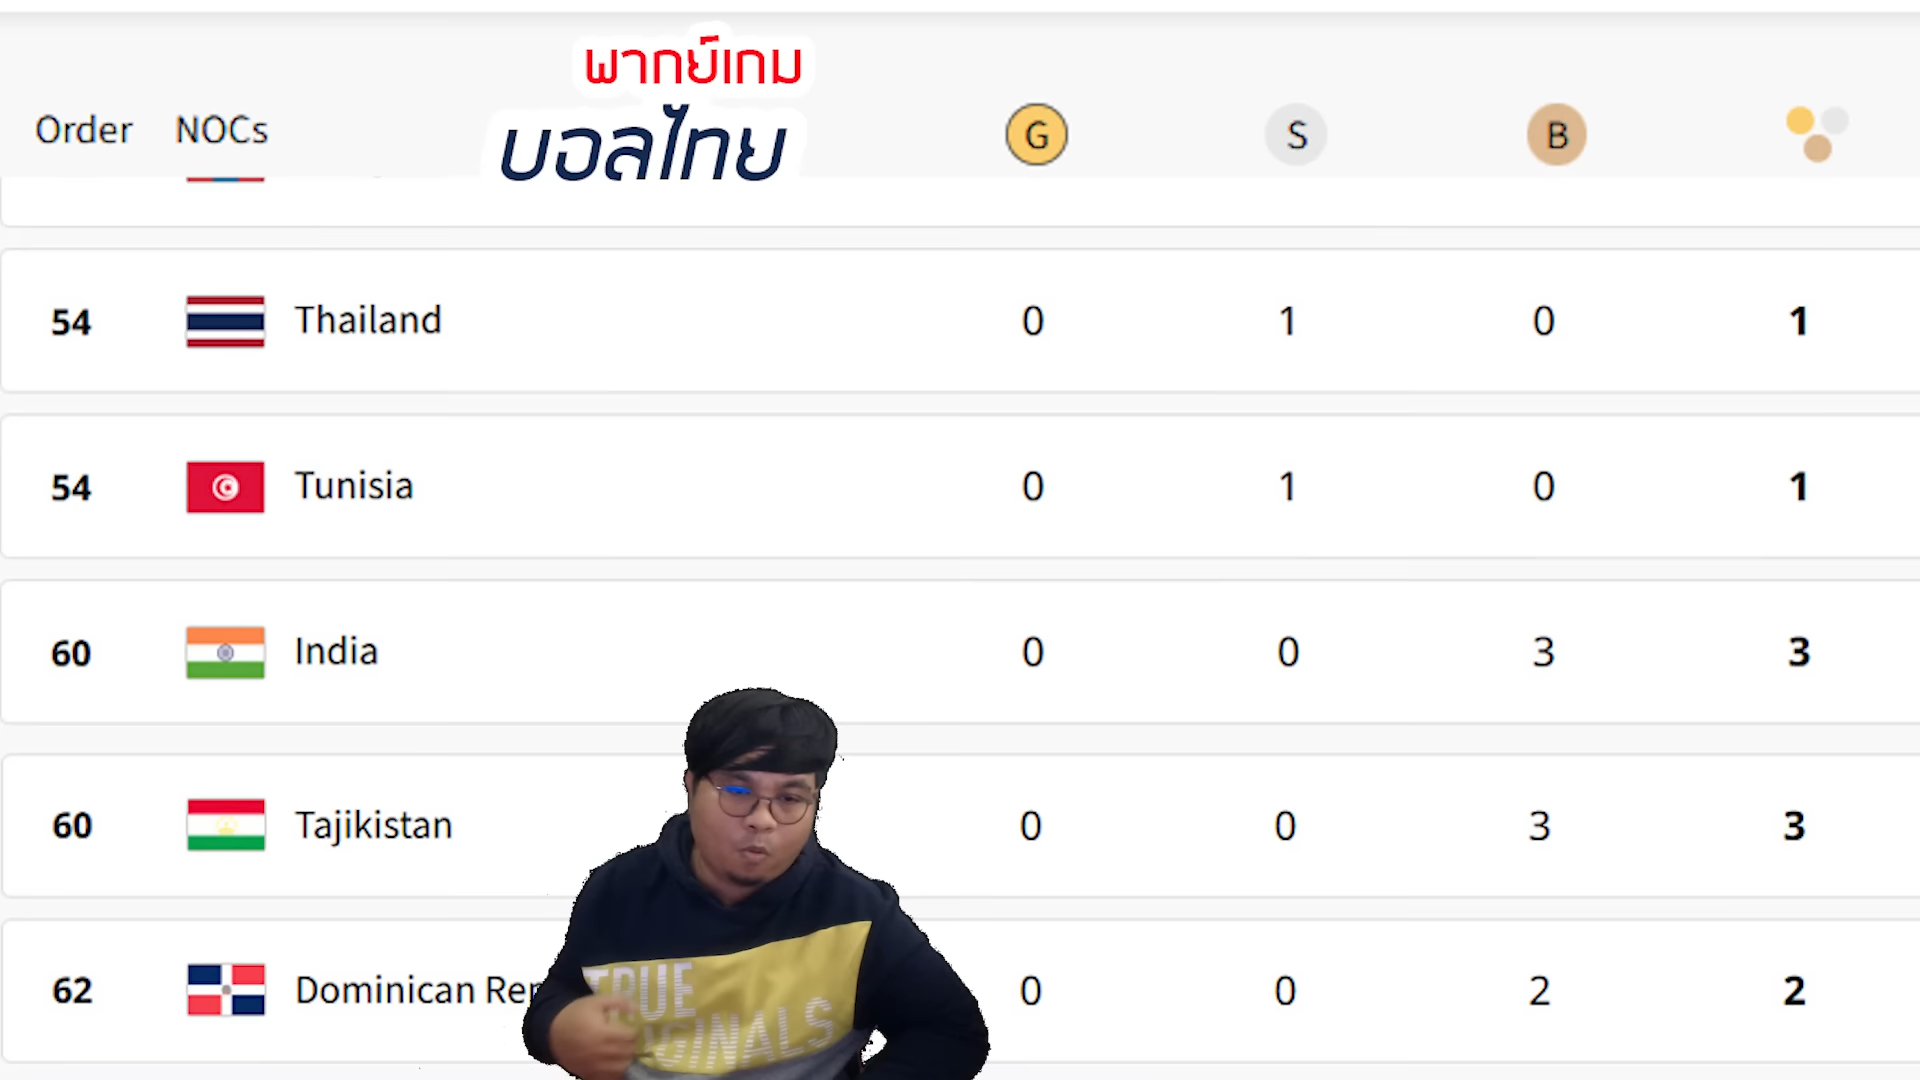 พากย์เกม
บอลไทย
Order NOCs G S B
54 Thailand 0 1 0 1
54 Tunisia 0 1 0 1
60 India 0 0 3 3
60 Tajikistan 0 0 3 3
62 Dominican 0 0 2 2
TRUE